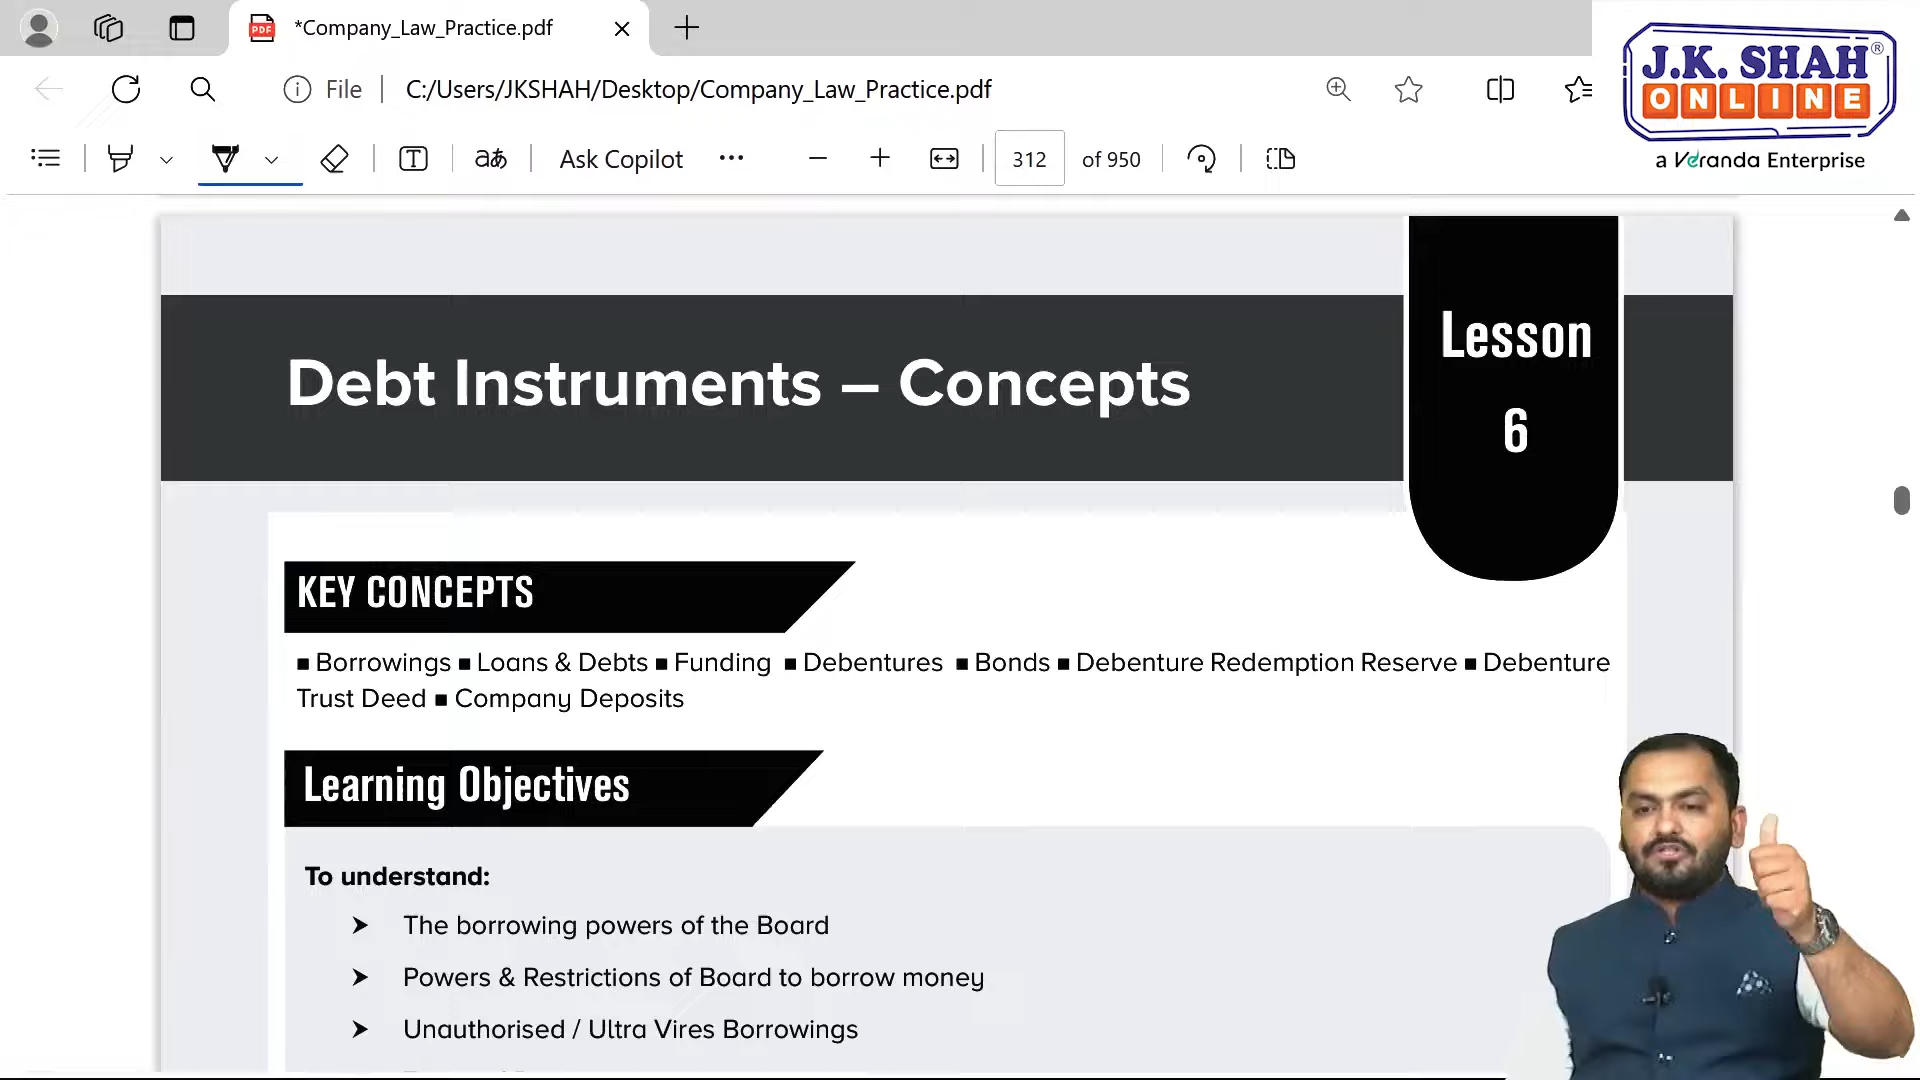 *Company_Law_Practice.pdf
File
C:/Users/JKSHAH/Desktop/Company_Law_Practice.pdf
Ask Copilot
312 of 950
J.K. SHAH®
ONLINE
a Veranda Enterprise
Debt Instruments – Concepts
Lesson
6
KEY CONCEPTS
■ Borrowings ■ Loans & Debts ■ Funding ■ Debentures ■ Bonds ■ Debenture Redemption Reserve ■ Debenture
Trust Deed ■ Company Deposits
Learning Objectives
To understand:
➤ The borrowing powers of the Board
➤ Powers & Restrictions of Board to borrow money
➤ Unauthorised / Ultra Vires Borrowings